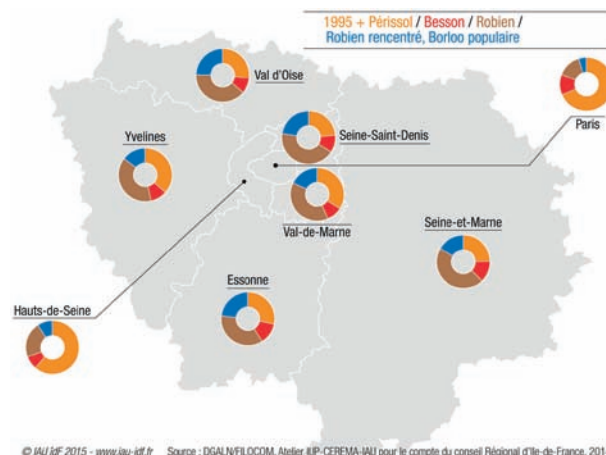 1995 + Périssol / Besson / Robien /
Robien rencentré, Borloo populaire
Val d'Oise
Paris
Yvelines
Seine-Saint-Denis
Val-de-Marne
Seine-et-Marne
Essonne
Hauts-de-Seine
© IAU îdF 2015 - www.iau-idf.fr Source : DGALN/FILOCOM, Atelier IUP-CEREMA-IAU pour le compte du conseil Régional d'Ile-de-France,